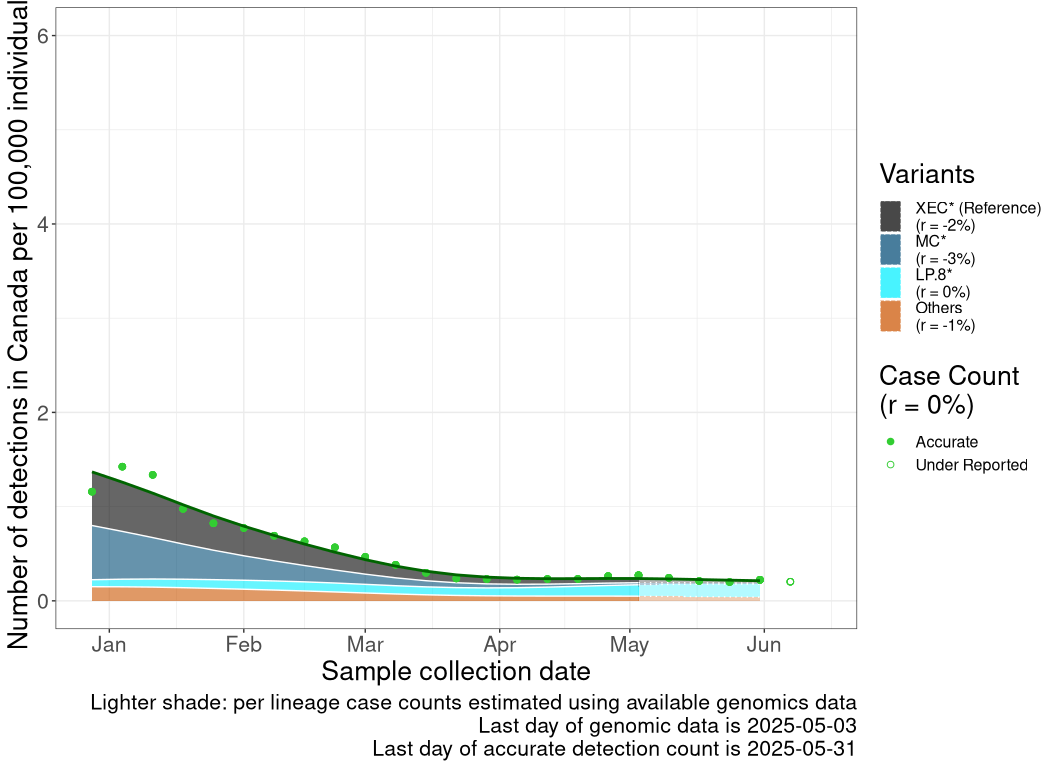 Number of detections in Canada per 100,000 individual
6
4
2
0
Jan Feb Mar Apr May Jun
Sample collection date
Lighter shade: per lineage case counts estimated using available genomics data
Last day of genomic data is 2025-05-03
Last day of accurate detection count is 2025-05-31
Variants
XEC* (Reference)
(r = -2%)
MC*
(r = -3%)
LP.8*
(r = 0%)
Others
(r = -1%)
Case Count
(r = 0%)
Accurate
Under Reported